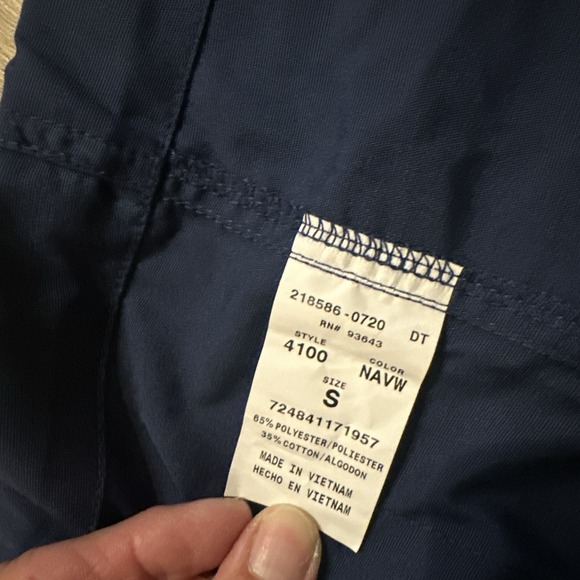 218586-0720 DT
RN# 93643
STYLE COLOR
4100 NAVW
SIZE
S
724841171957
65% POLYESTER/POLIESTER
35% COTTON/ALGODON
MADE IN VIETNAM
HECHO EN VIETNAM